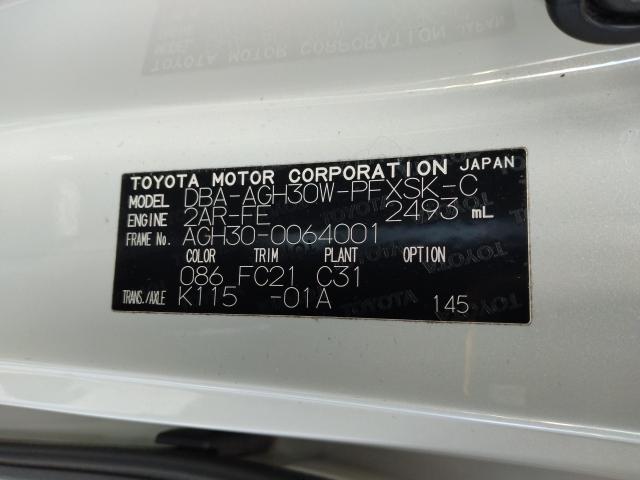 TOYOTA MOTOR CORPORATION JAPAN
MODEL DBA-AGH30W-PFXSK-C
ENGINE 2AR-FE 2493 mL
FRAME No. AGH30-0064001
COLOR TRIM PLANT OPTION
086 FC21 C31
TRANS./AXLE K115 -01A 145